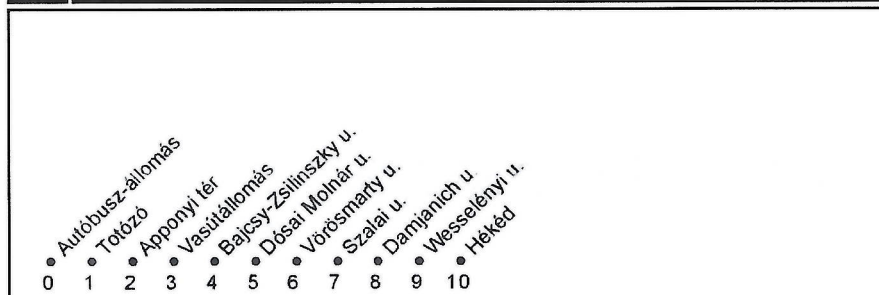 Autóbusz-állomás
Totózó
Apponyi tér
Vasútállomás
Bajcsy-Zsilinszky u.
Dósai Molnár u.
Vörösmarty u.
Szalai u.
Damjanich u.
Wesselényi u.
Hékéd
0 1 2 3 4 5 6 7 8 9 10